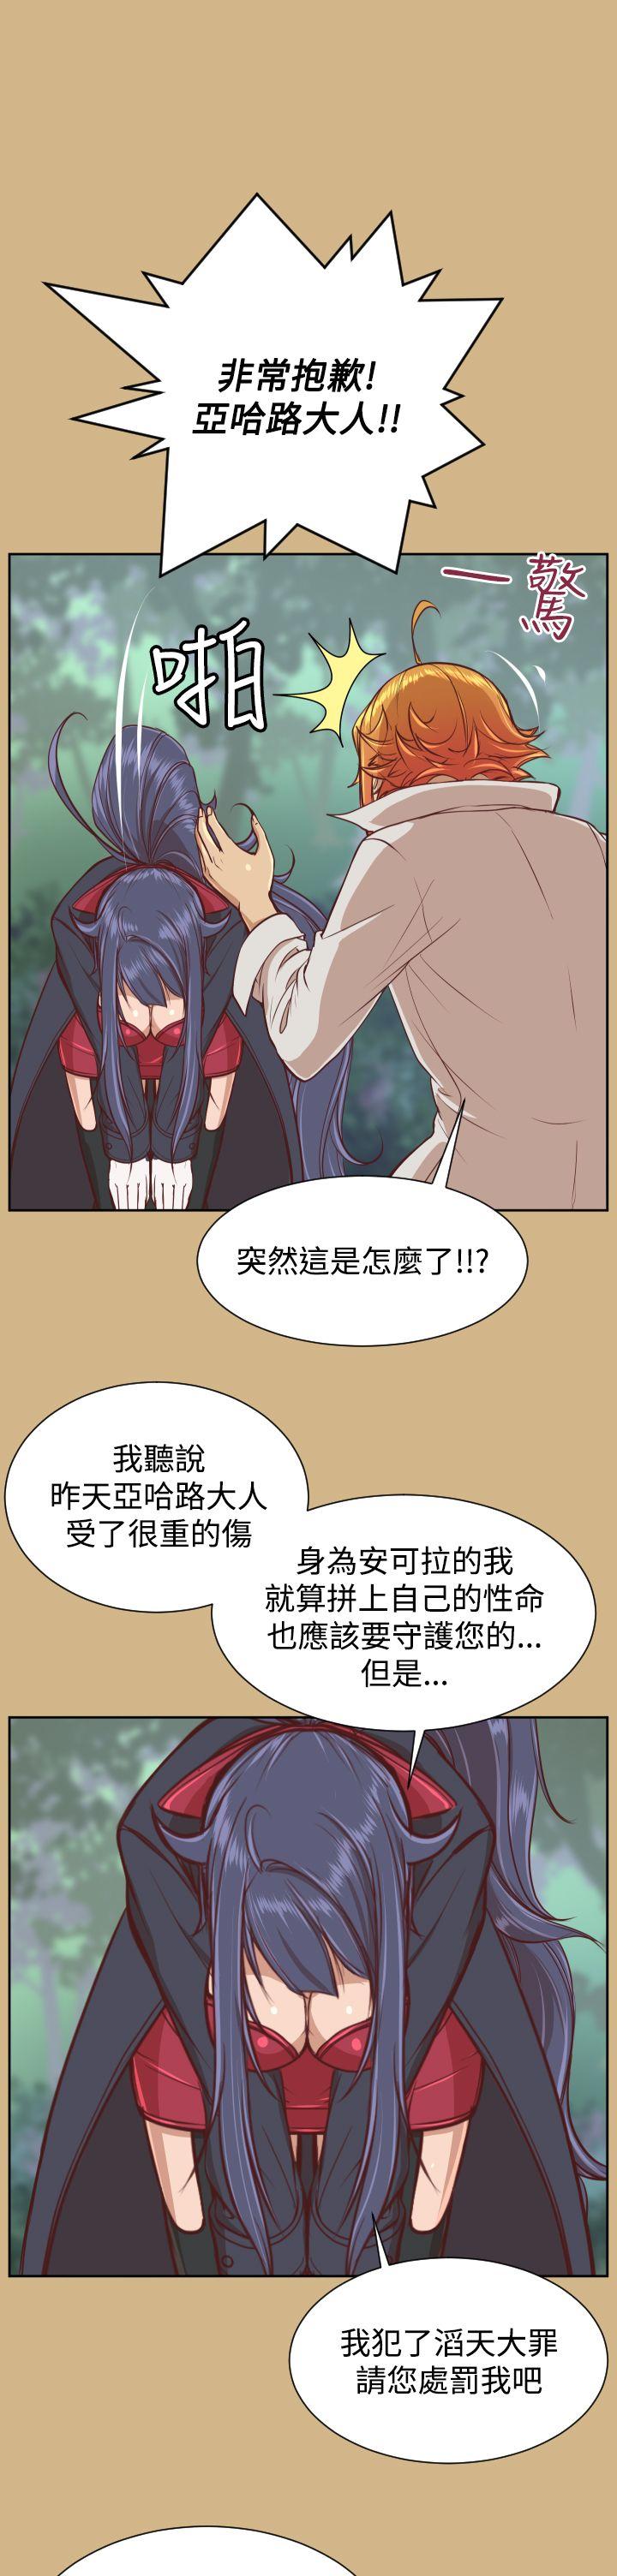 非常抱歉!
亞哈路大人!!
一驚
啪
突然這是怎麼了!!?
我聽說
昨天亞哈路大人
受了很重的傷
身為安可拉的我
就算拼上自己的性命
也應該要守護您的...
但是...
我犯了滔天大罪
請您處罰我吧